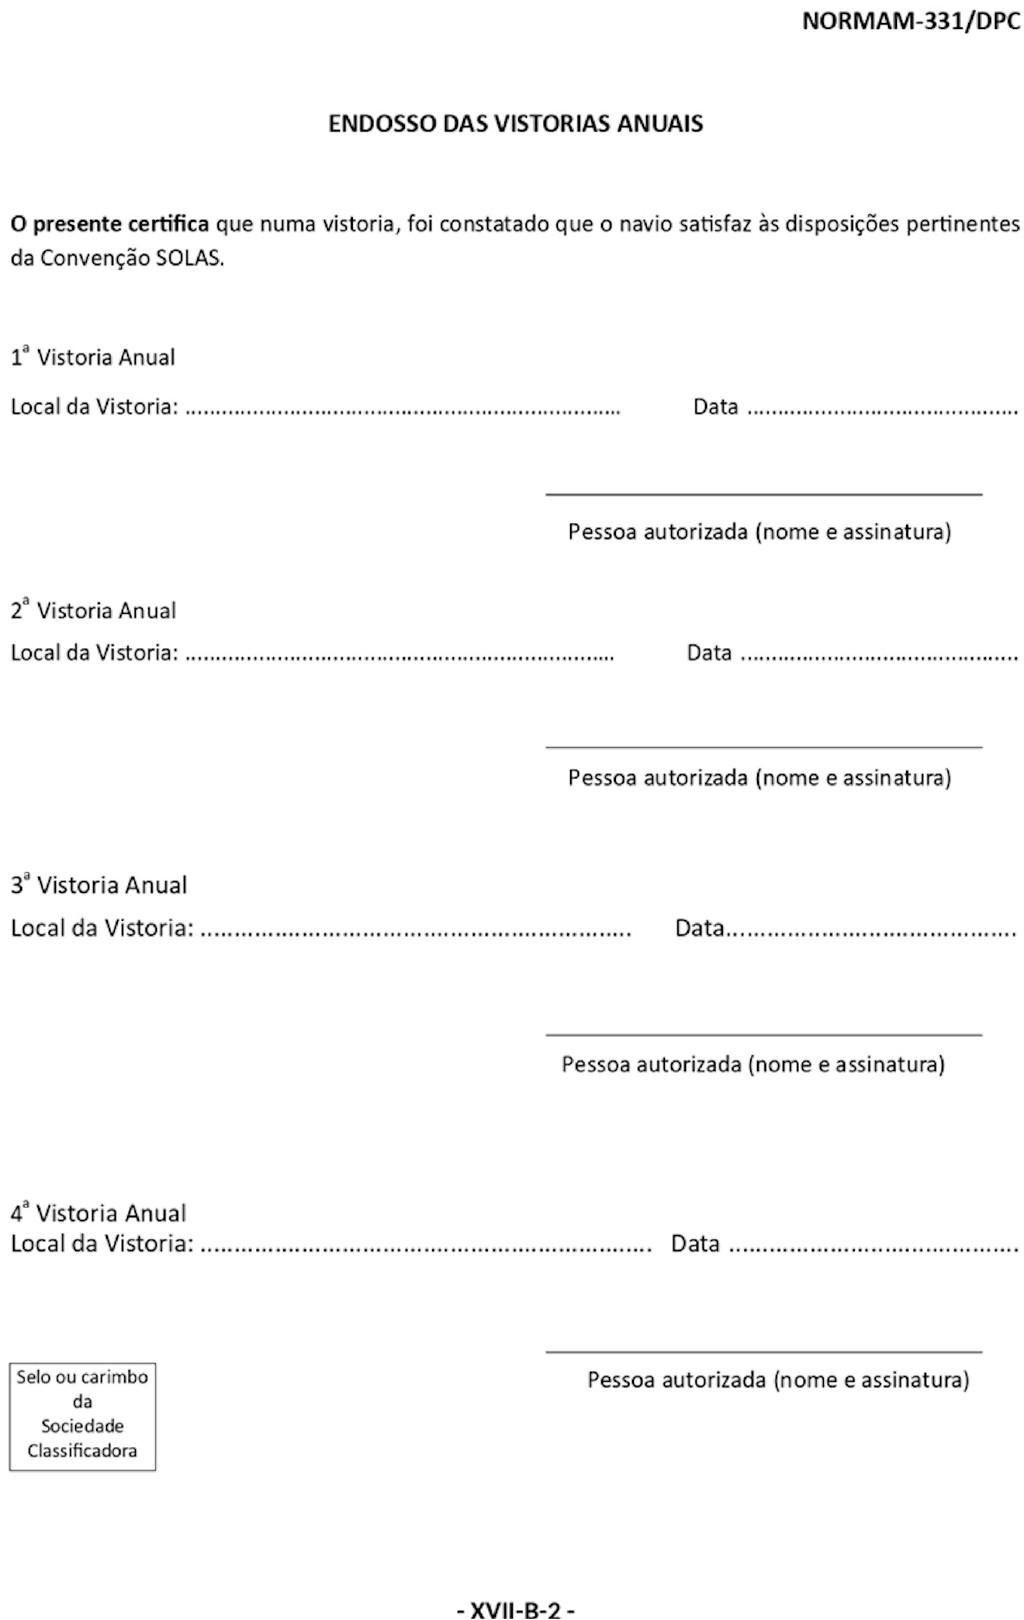 NORMAM-331/DPC
ENDOSSO DAS VISTORIAS ANUAIS
O presente certifica que numa vistoria, foi constatado que o navio satisfaz às disposições pertinentes
da Convenção SOLAS.
1ª Vistoria Anual
Local da Vistoria: ...................................................................... Data ............................................
Pessoa autorizada (nome e assinatura)
2ª Vistoria Anual
Local da Vistoria: ..................................................................... Data .............................................
Pessoa autorizada (nome e assinatura)
3ª Vistoria Anual
Local da Vistoria: ................................................................ Data...........................................
Pessoa autorizada (nome e assinatura)
4ª Vistoria Anual
Local da Vistoria: ................................................................... Data ...........................................
Pessoa autorizada (nome e assinatura)
Selo ou carimbo
da
Sociedade
Classificadora
- XVII-B-2 -